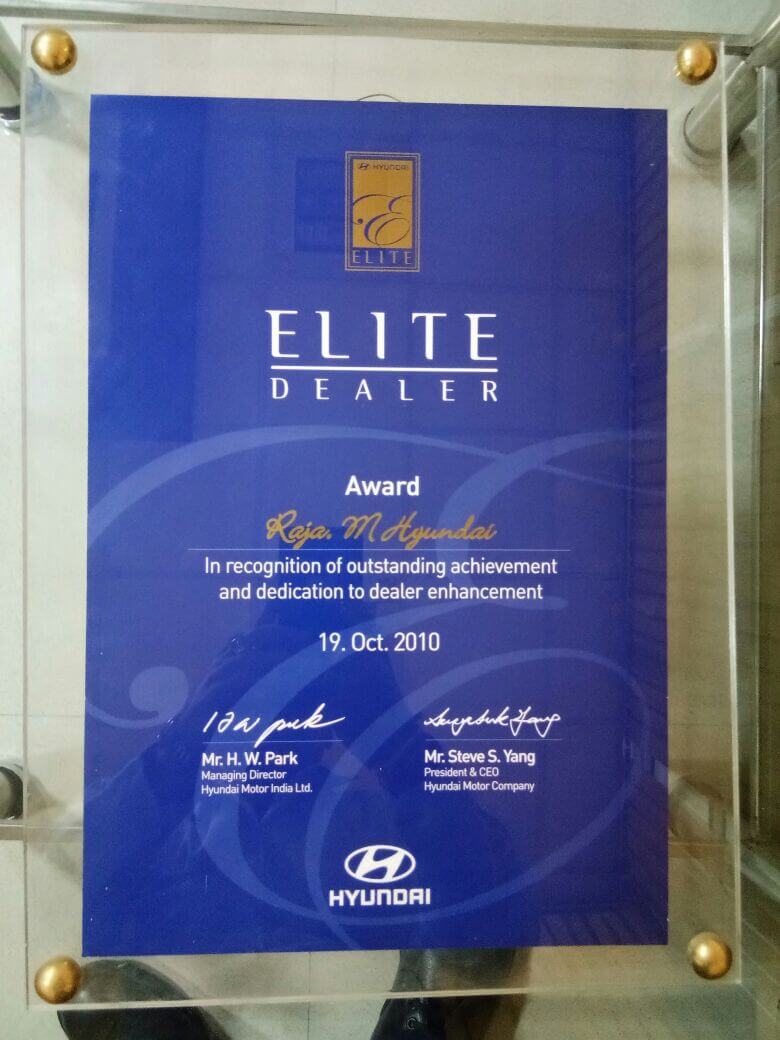 HYUNDAI
E
ELITE
ELITE
DEALER
Award
Raja. M Hyundai
In recognition of outstanding achievement
and dedication to dealer enhancement
19. Oct. 2010
Mr. H. W. Park
Managing Director
Hyundai Motor India Ltd.
Mr. Steve S. Yang
President & CEO
Hyundai Motor Company
HYUNDAI